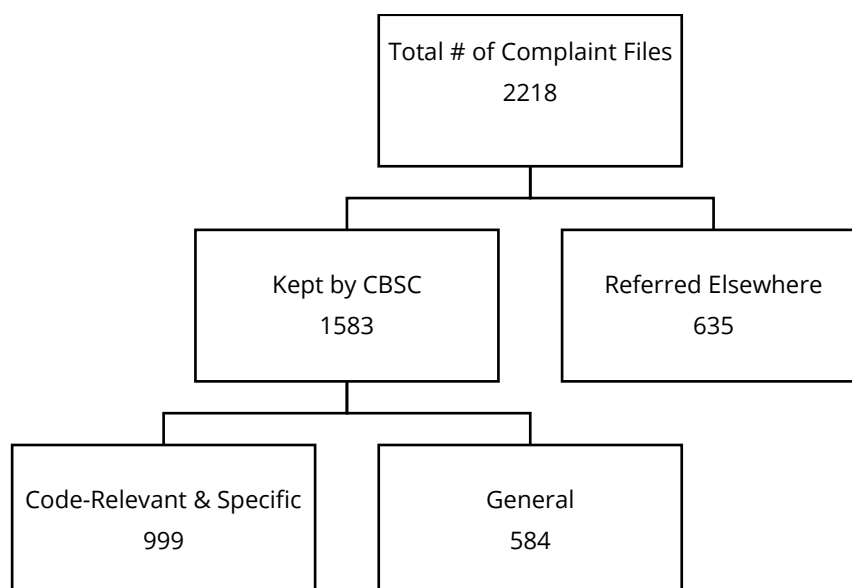 Total # of Complaint Files
2218
Kept by CBSC
1583
Referred Elsewhere
635
Code-Relevant & Specific
999
General
584